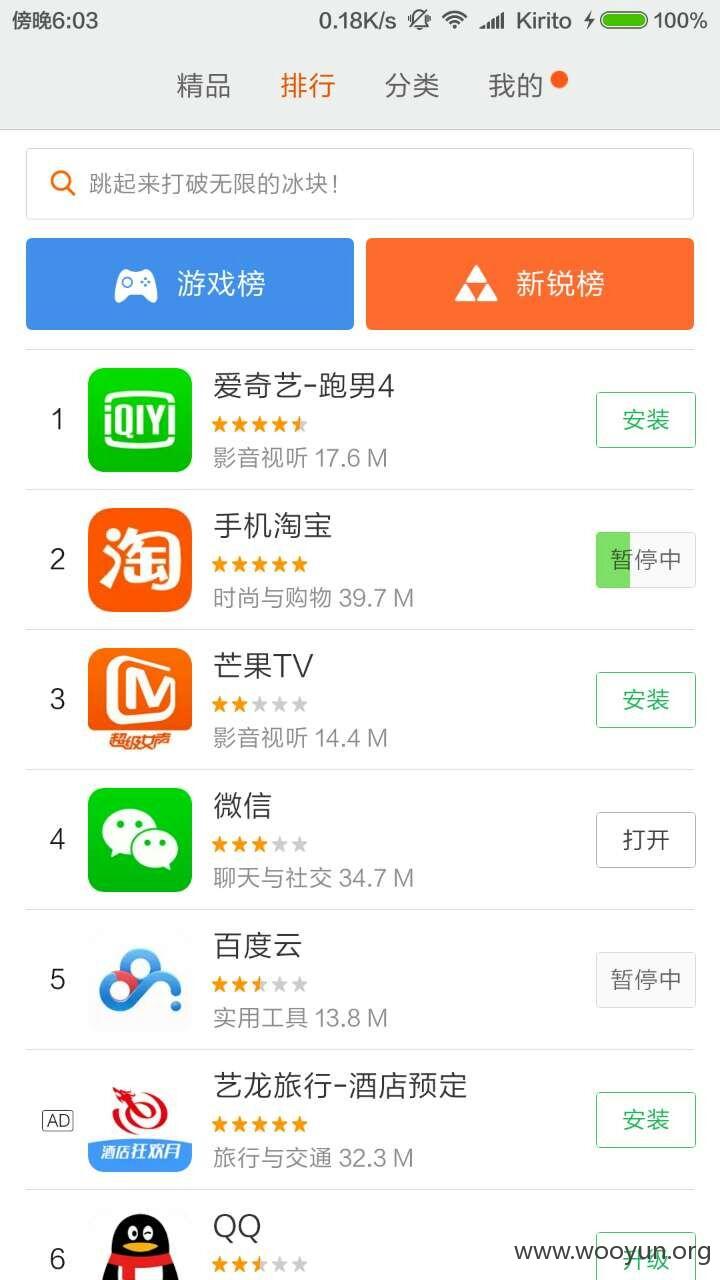 傍晚6:03 0.18K/s Kirito 100%
精品 排行 分类 我的
跳起来打破无限的冰块!
游戏榜 新锐榜
爱奇艺-跑男4
1 iQIYI 安装
影音视听 17.6 M
手机淘宝
2 淘 暂停中
时尚与购物 39.7 M
芒果TV
3 安装
影音视听 14.4 M
超级女声
微信
4 打开
聊天与社交 34.7 M
百度云
5 暂停中
实用工具 13.8 M
艺龙旅行-酒店预定
AD 安装
酒店狂欢月
旅行与交通 32.3 M
QQ
6 升级
www.wooyun.org